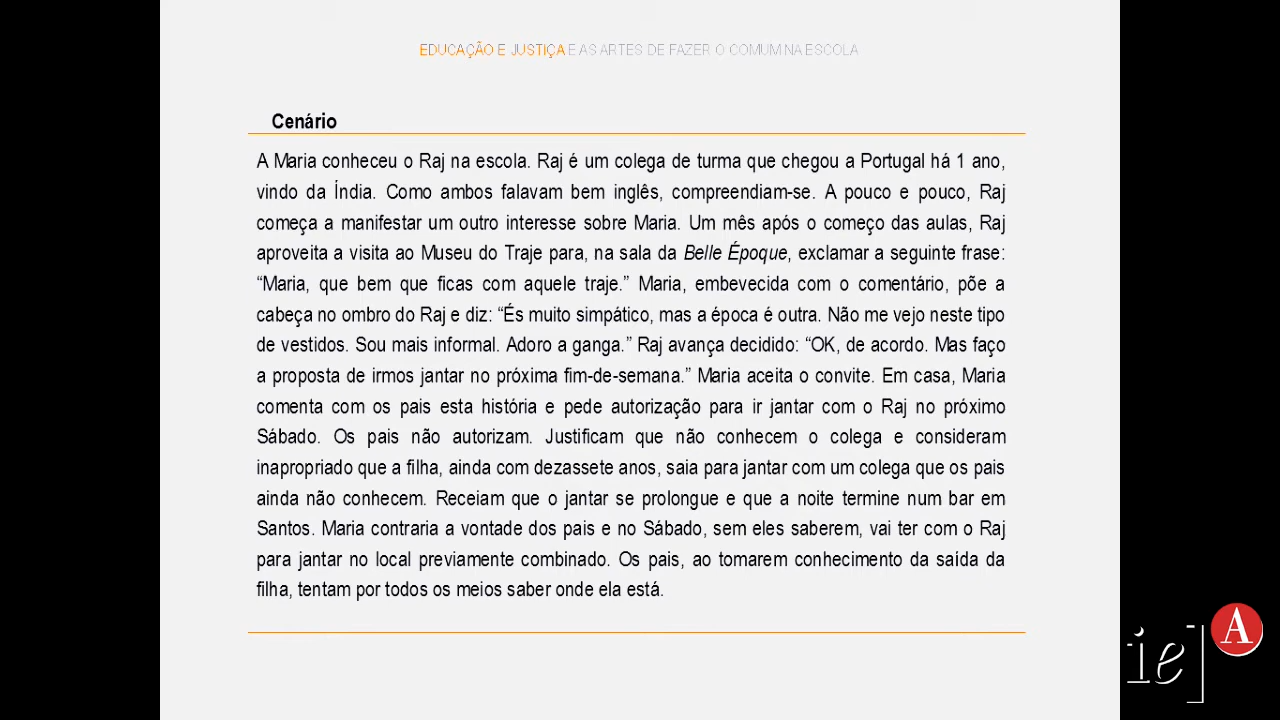 EDUCAÇÃO E JUSTIÇA E AS ARTES DE FAZER O COMUM NA ESCOLA
Cenário
A Maria conheceu o Raj na escola. Raj é um colega de turma que chegou a Portugal há 1 ano,
vindo da Índia. Como ambos falavam bem inglês, compreendiam-se. A pouco e pouco, Raj
começa a manifestar um outro interesse sobre Maria. Um mês após o começo das aulas, Raj
aproveita a visita ao Museu do Traje para, na sala da Belle Époque, exclamar a seguinte frase:
“Maria, que bem que ficas com aquele traje.” Maria, embevecida com o comentário, põe a
cabeça no ombro do Raj e diz: “És muito simpático, mas a época é outra. Não me vejo neste tipo
de vestidos. Sou mais informal. Adoro a ganga.” Raj avança decidido: “OK, de acordo. Mas faço
a proposta de irmos jantar no próxima fim-de-semana.” Maria aceita o convite. Em casa, Maria
comenta com os pais esta história e pede autorização para ir jantar com o Raj no próximo
Sábado. Os pais não autorizam. Justificam que não conhecem o colega e consideram
inapropriado que a filha, ainda com dezassete anos, saia para jantar com um colega que os pais
ainda não conhecem. Receiam que o jantar se prolongue e que a noite termine num bar em
Santos. Maria contraria a vontade dos pais e no Sábado, sem eles saberem, vai ter com o Raj
para jantar no local previamente combinado. Os pais, ao tomarem conhecimento da saída da
filha, tentam por todos os meios saber onde ela está.
ie] A